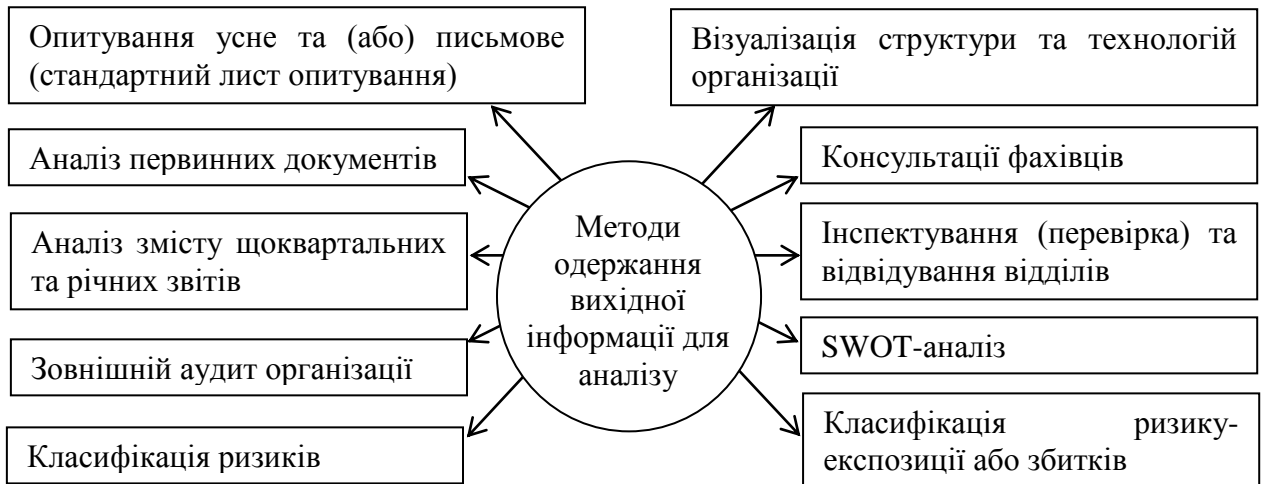 Опитування усне та (або) письмове
(стандартний лист опитування)
Аналіз первинних документів
Аналіз змісту щоквартальних
та річних звітів
Зовнішній аудит організації
Класифікація ризиків
Методи
одержання
вихідної
інформації для
аналізу
Візуалізація структури та технологій
організації
Консультації фахівців
Інспектування (перевірка) та
відвідування відділів
SWOT-аналіз
Класифікація ризику-
експозиції або збитків